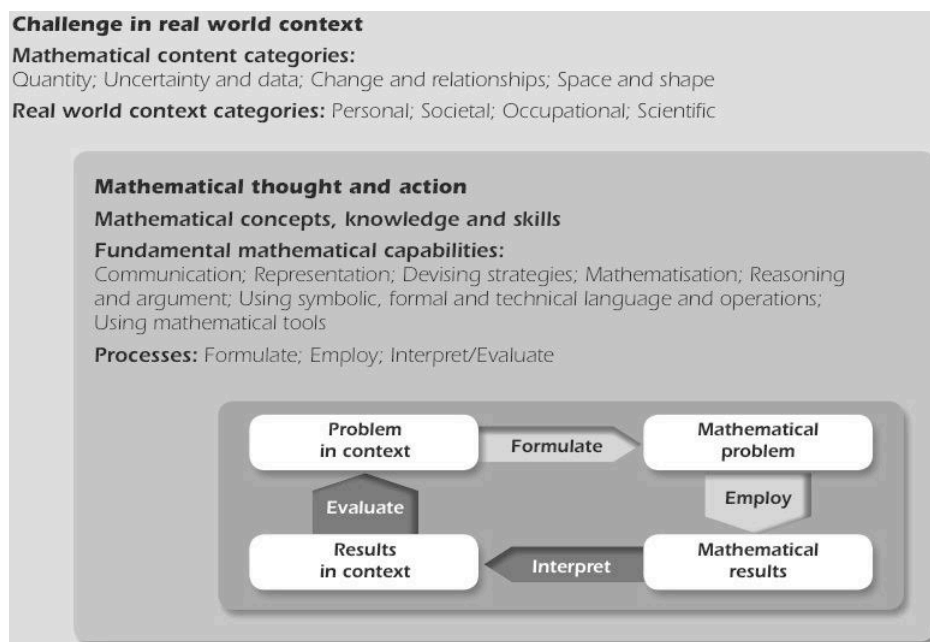 Challenge in real world context
Mathematical content categories:
Quantity; Uncertainty and data; Change and relationships; Space and shape
Real world context categories: Personal; Societal; Occupational; Scientific
Mathematical thought and action
Mathematical concepts, knowledge and skills
Fundamental mathematical capabilities:
Communication; Representation; Devising strategies; Mathematisation; Reasoning
and argument; Using symbolic, formal and technical language and operations;
Using mathematical tools
Processes: Formulate; Employ; Interpret/Evaluate
Problem
in context
Formulate
Mathematical
problem
Evaluate
Employ
Results
in context
Interpret
Mathematical
results